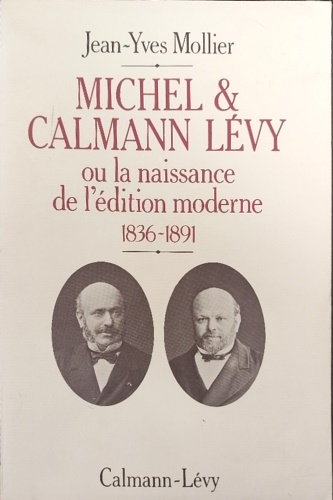 Jean-Yves Mollier
MICHEL &
CALMANN LÉVY
ou la naissance
de l'édition moderne
1836-1891
Calmann-Lévy